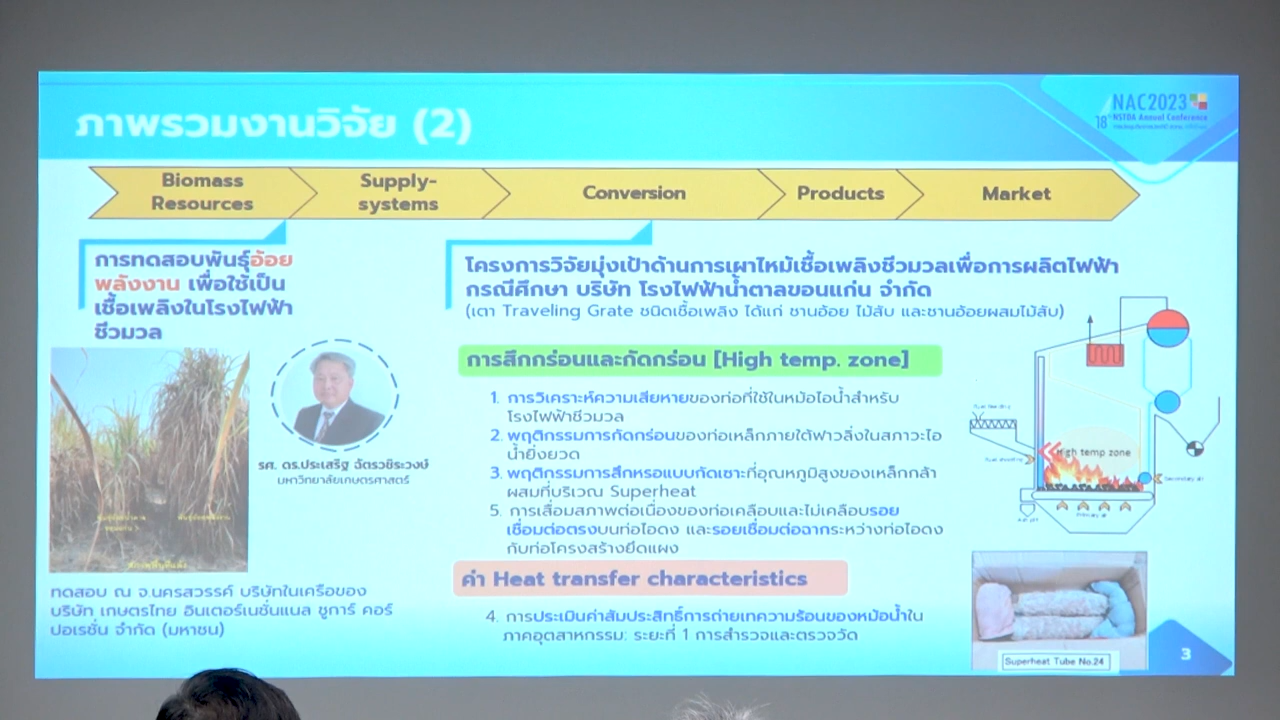 ภาพรวมงานวิจัย (2)
18th
NAC2023
NSTDA Annual Conference
Biomass
Resources
Supply-
systems
Conversion
Products
Market
การทดสอบพันธุ์อ้อย
พลังงาน เพื่อใช้เป็น
เชื้อเพลิงในโรงไฟฟ้า
ชีวมวล
รศ. ดร.ประเสริฐ ฉัตรวชิระวงษ์
มหาวิทยาลัยเกษตรศาสตร์
ทดสอบ ณ จ.นครสวรรค์ บริษัทในเครือของ
บริษัท เกษตรไทย อินเตอร์เนชั่นแนล ชูการ์ คอร์
ปอเรชั่น จำกัด (มหาชน)
โครงการวิจัยมุ่งเป้าด้านการเผาไหม้เชื้อเพลิงชีวมวลเพื่อการผลิตไฟฟ้า
กรณีศึกษา บริษัท โรงไฟฟ้าน้ำตาลขอนแก่น จำกัด
(เตา Traveling Grate ชนิดเชื้อเพลิง ได้แก่ ชานอ้อย ไม้สับ และชานอ้อยผสมไม้สับ)
การสึกกร่อนและกัดกร่อน [High temp. zone]
1. การวิเคราะห์ความเสียหายของท่อที่ใช้ในหม้อไอน้ำสำหรับ
โรงไฟฟ้าชีวมวล
2. พฤติกรรมการกัดกร่อนของท่อเหล็กภายใต้ฟาวลิ่งในสภาวะไอ
น้ำยิ่งยวด
3. พฤติกรรมการสึกหรอแบบกัดเซาะที่อุณหภูมิสูงของเหล็กกล้า
ผสมที่บริเวณ Superheat
5. การเสื่อมสภาพต่อเนื่องของท่อเคลือบและไม่เคลือบรอย
เชื่อมต่อตรงบนท่อไอดง และรอยเชื่อมต่อฉากระหว่างท่อไอดง
กับท่อโครงสร้างยึดแผง
ค่า Heat transfer characteristics
4. การประเมินค่าสัมประสิทธิ์การถ่ายเทความร้อนของหม้อน้ำใน
ภาคอุตสาหกรรม: ระยะที่ 1 การสำรวจและตรวจวัด
High temp zone
Superheat Tube No.24
3